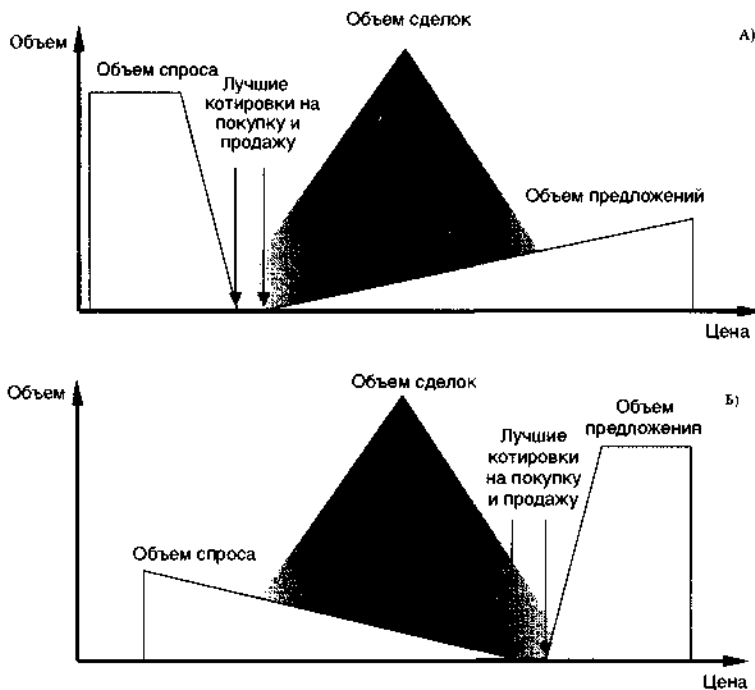 Объем сделок
А)
Объем
Объем спроса
Лучшие
котировки на
покупку и
продажу
Объем предложений
Цена
Объем сделок
Б)
Объем
Объем
предложения
Лучшие
котировки
на покупку
и продажу
Объем спроса
Цена